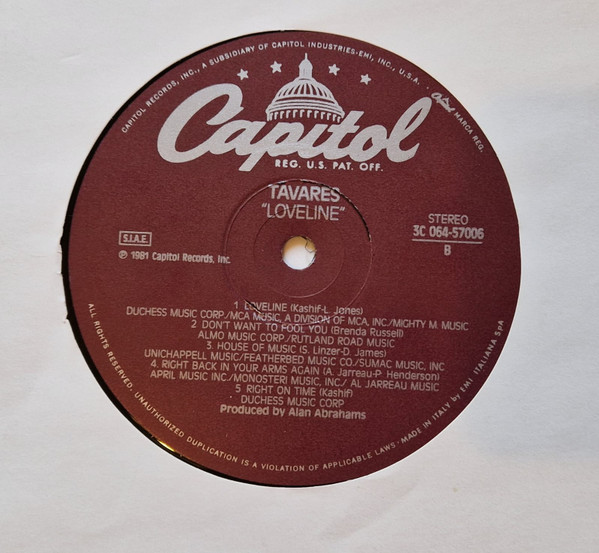 CAPITOL RECORDS, INC., A SUBSIDIARY OF CAPITOL INDUSTRIES-EMI, INC., U.S.A. · Capitol MARCA REG.
Capitol
REG. U.S. PAT. OFF.
TAVARES
"LOVELINE"
STEREO
3C 064-57006
B
S.I.A.E.
℗ 1981 Capitol Records, Inc.
1 LOVELINE (Kashif-L. Jones)
DUCHESS MUSIC CORP./MCA MUSIC, A DIVISION OF MCA, INC./MIGHTY M. MUSIC
2 DON'T WANT TO FOOL YOU (Brenda Russell)
ALMO MUSIC CORP./RUTLAND ROAD MUSIC
3. HOUSE OF MUSIC (S. Linzer-D. James)
UNICHAPPELL MUSIC/FEATHERBED MUSIC CO./SUMAC MUSIC, INC
4. RIGHT BACK IN YOUR ARMS AGAIN (A. Jarreau-P. Henderson)
APRIL MUSIC INC./MONOSTERI MUSIC, INC./ AL JARREAU MUSIC
5 RIGHT ON TIME (Kashif)
DUCHESS MUSIC CORP
Produced by Alan Abrahams
ALL RIGHTS RESERVED. UNAUTHORIZED DUPLICATION IS A VIOLATION OF APPLICABLE LAWS · MADE IN ITALY by EMI ITALIANA SpA